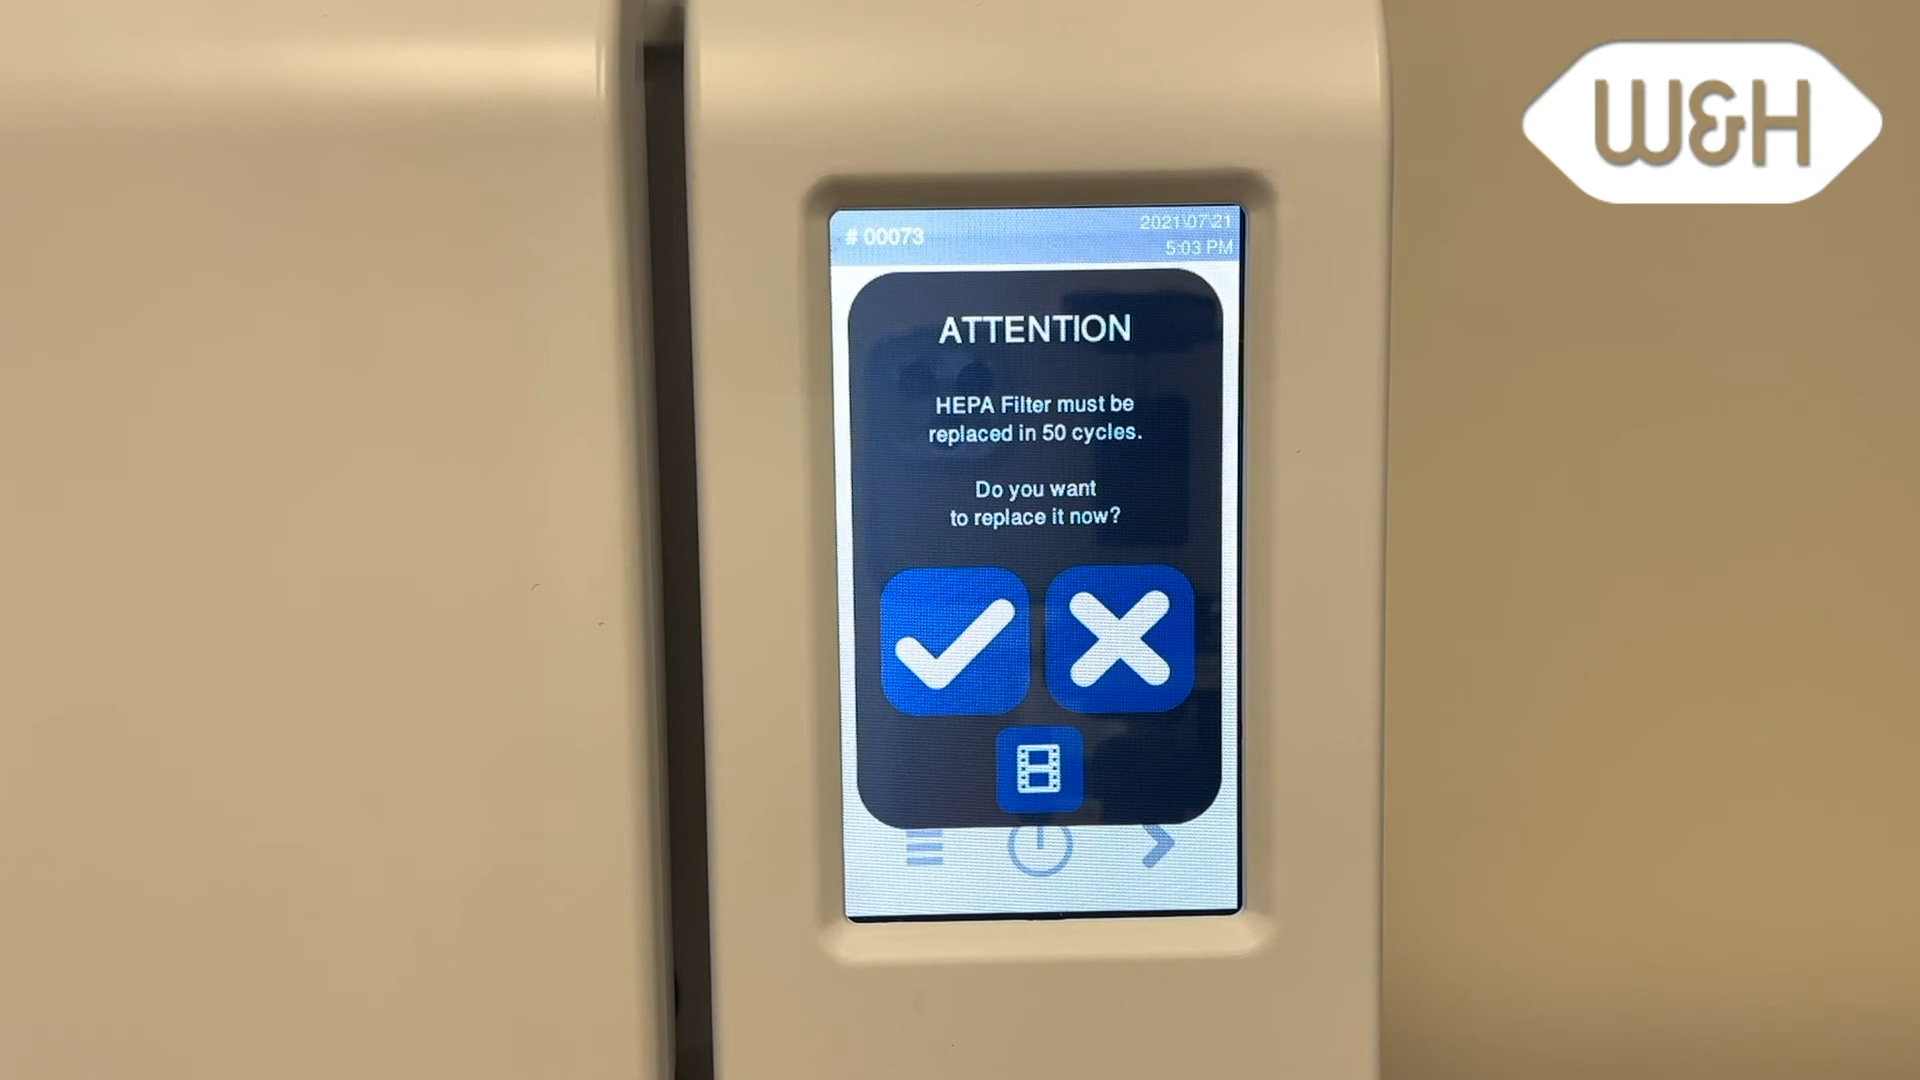 W&H
# 00073
2021\07\21
5:03 PM
ATTENTION
HEPA Filter must be
replaced in 50 cycles.
Do you want
to replace it now?